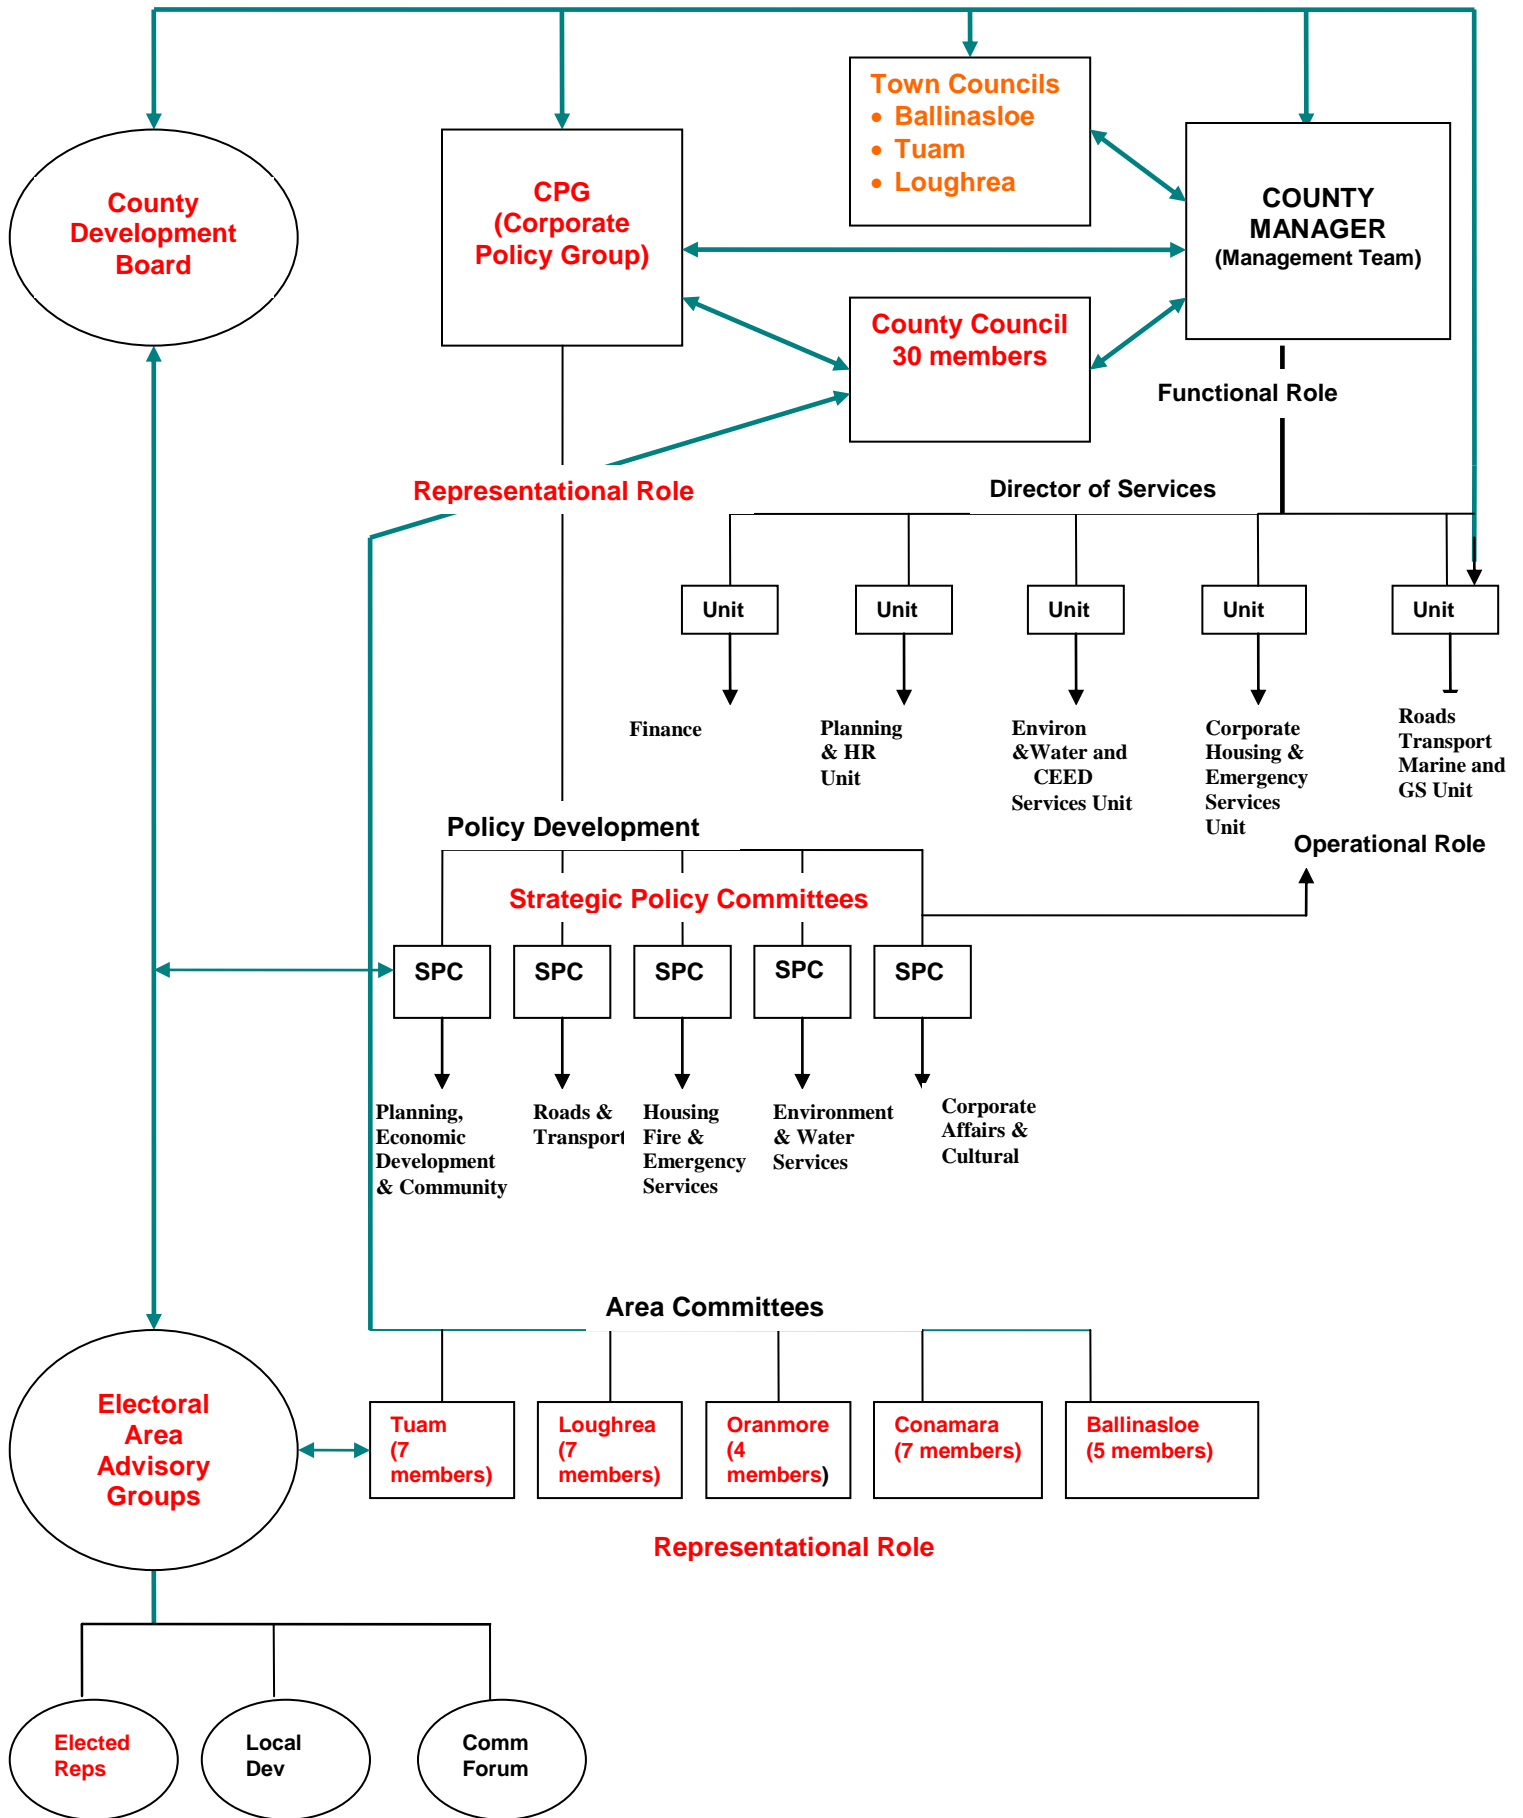 Town Councils
• Ballinasloe
• Tuam
• Loughrea
County
Development
Board
CPG
(Corporate
Policy Group)
COUNTY
MANAGER
(Management Team)
County Council
30 members
Functional Role
Representational Role
Director of Services
Unit
Unit
Unit
Unit
Unit
Finance
Planning
& HR
Unit
Environ
&Water and
CEED
Services Unit
Corporate
Housing &
Emergency
Services
Unit
Roads
Transport
Marine and
GS Unit
Policy Development
Operational Role
Strategic Policy Committees
SPC
SPC
SPC
SPC
SPC
Planning,
Economic
Development
& Community
Roads &
Transport
Housing
Fire &
Emergency
Services
Environment
& Water
Services
Corporate
Affairs &
Cultural
Area Committees
Electoral
Area
Advisory
Groups
Tuam
(7
members)
Loughrea
(7
members)
Oranmore
(4
members)
Conamara
(7 members)
Ballinasloe
(5 members)
Representational Role
Elected
Reps
Local
Dev
Comm
Forum